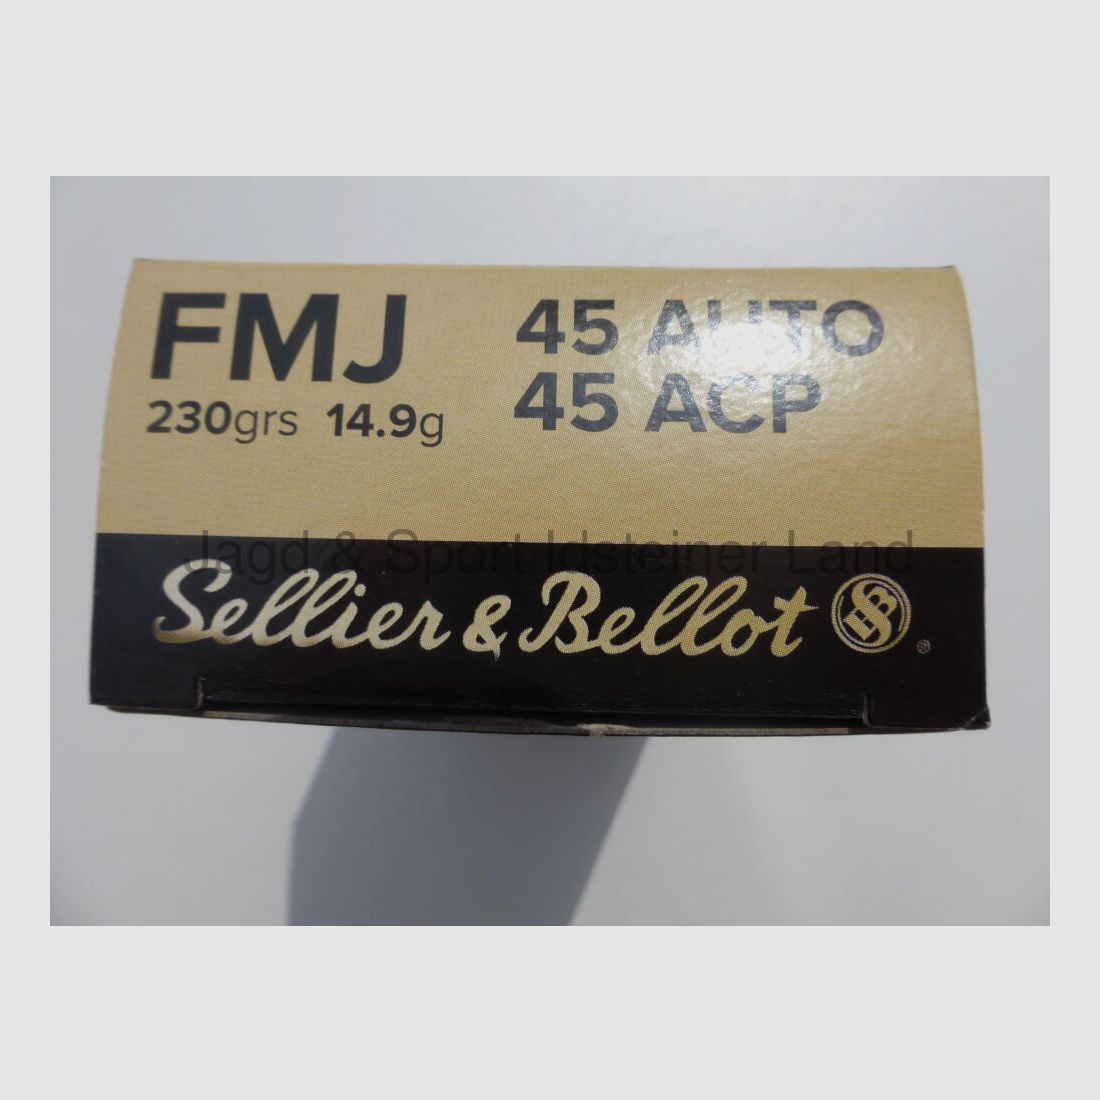 FMJ
230grs 14.9g
45 AUTO
45 ACP
Jagd & Sport Idsteiner Land
Sellier & Bellot